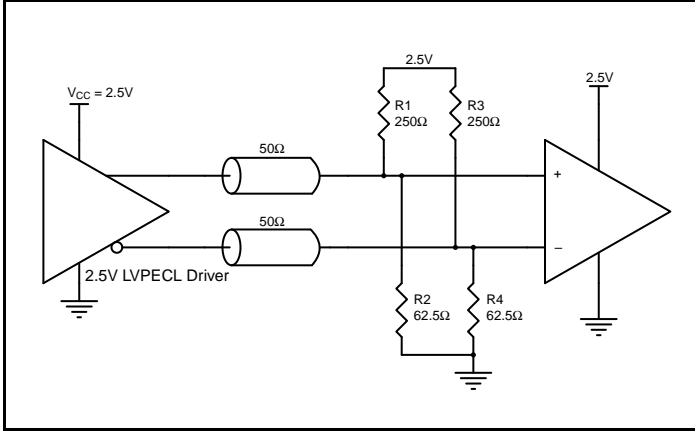 2.5V
V_CC = 2.5V
2.5V
R1
250Ω
R3
250Ω
50Ω
+
50Ω
–
2.5V LVPECL Driver
R2
62.5Ω
R4
62.5Ω